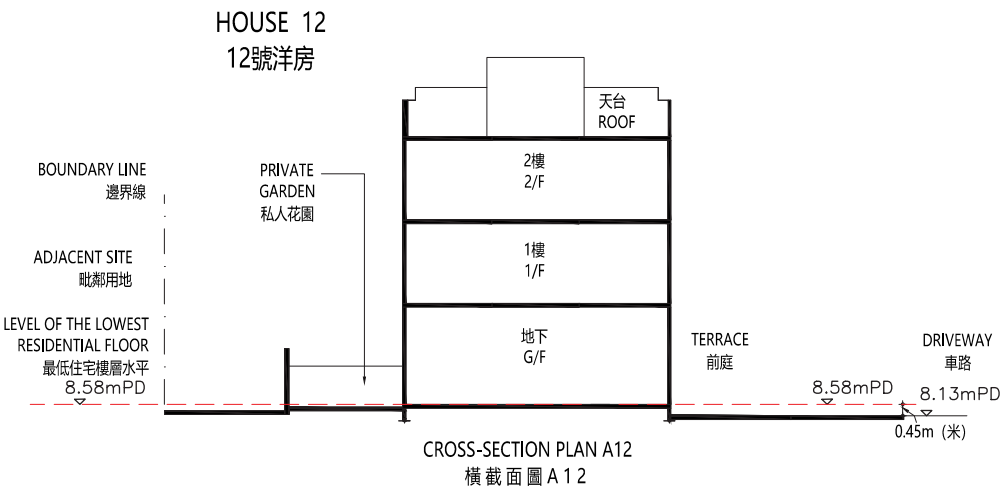 HOUSE 12
12號洋房
天台
ROOF
2樓
2/F
1樓
1/F
地下
G/F
BOUNDARY LINE
邊界線
PRIVATE
GARDEN
私人花園
ADJACENT SITE
毗鄰用地
LEVEL OF THE LOWEST
RESIDENTIAL FLOOR
最低住宅樓層水平
8.58mPD
TERRACE
前庭
8.58mPD
DRIVEWAY
車路
8.13mPD
0.45m (米)
CROSS-SECTION PLAN A12
橫截面圖A12